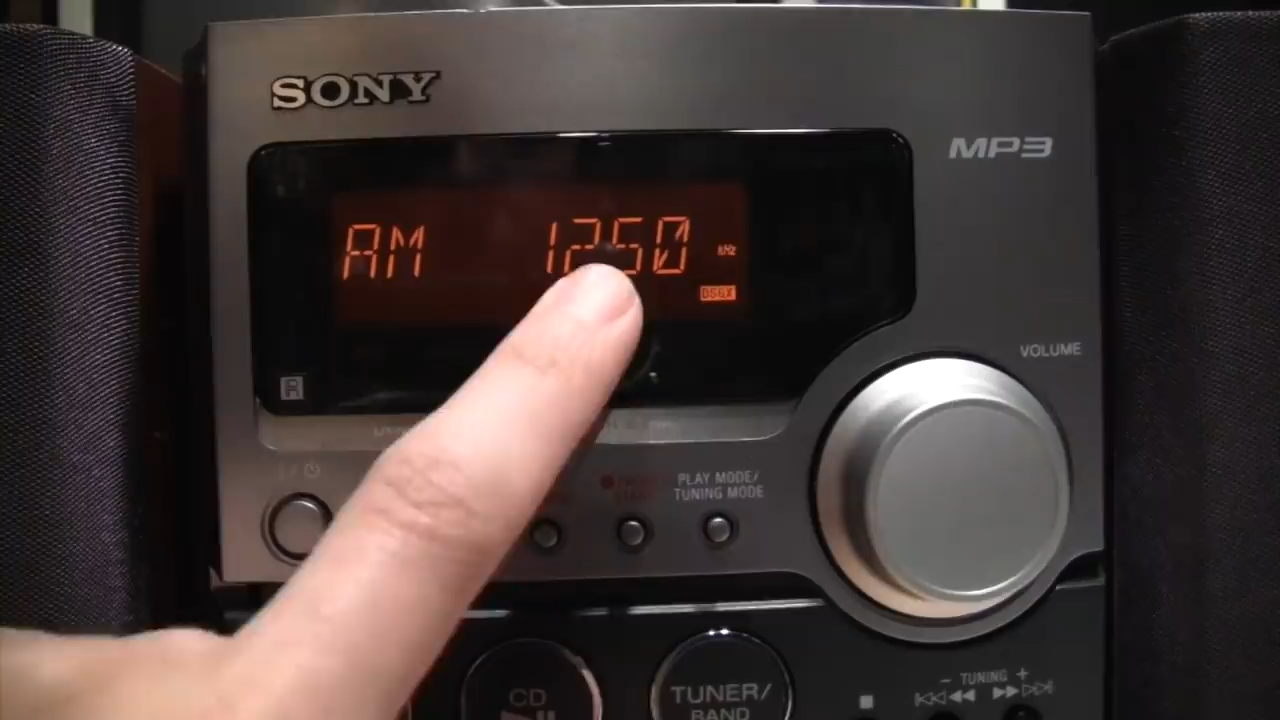 SONY
MP3
AM 1250 kHz
DSGX
VOLUME
PLAY MODE/
TUNING MODE
CD
TUNER/
BAND
− TUNING +